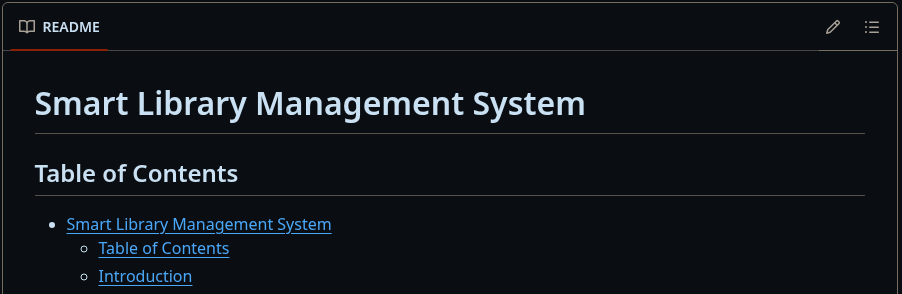 README
Smart Library Management System
Table of Contents
Smart Library Management System
Table of Contents
Introduction